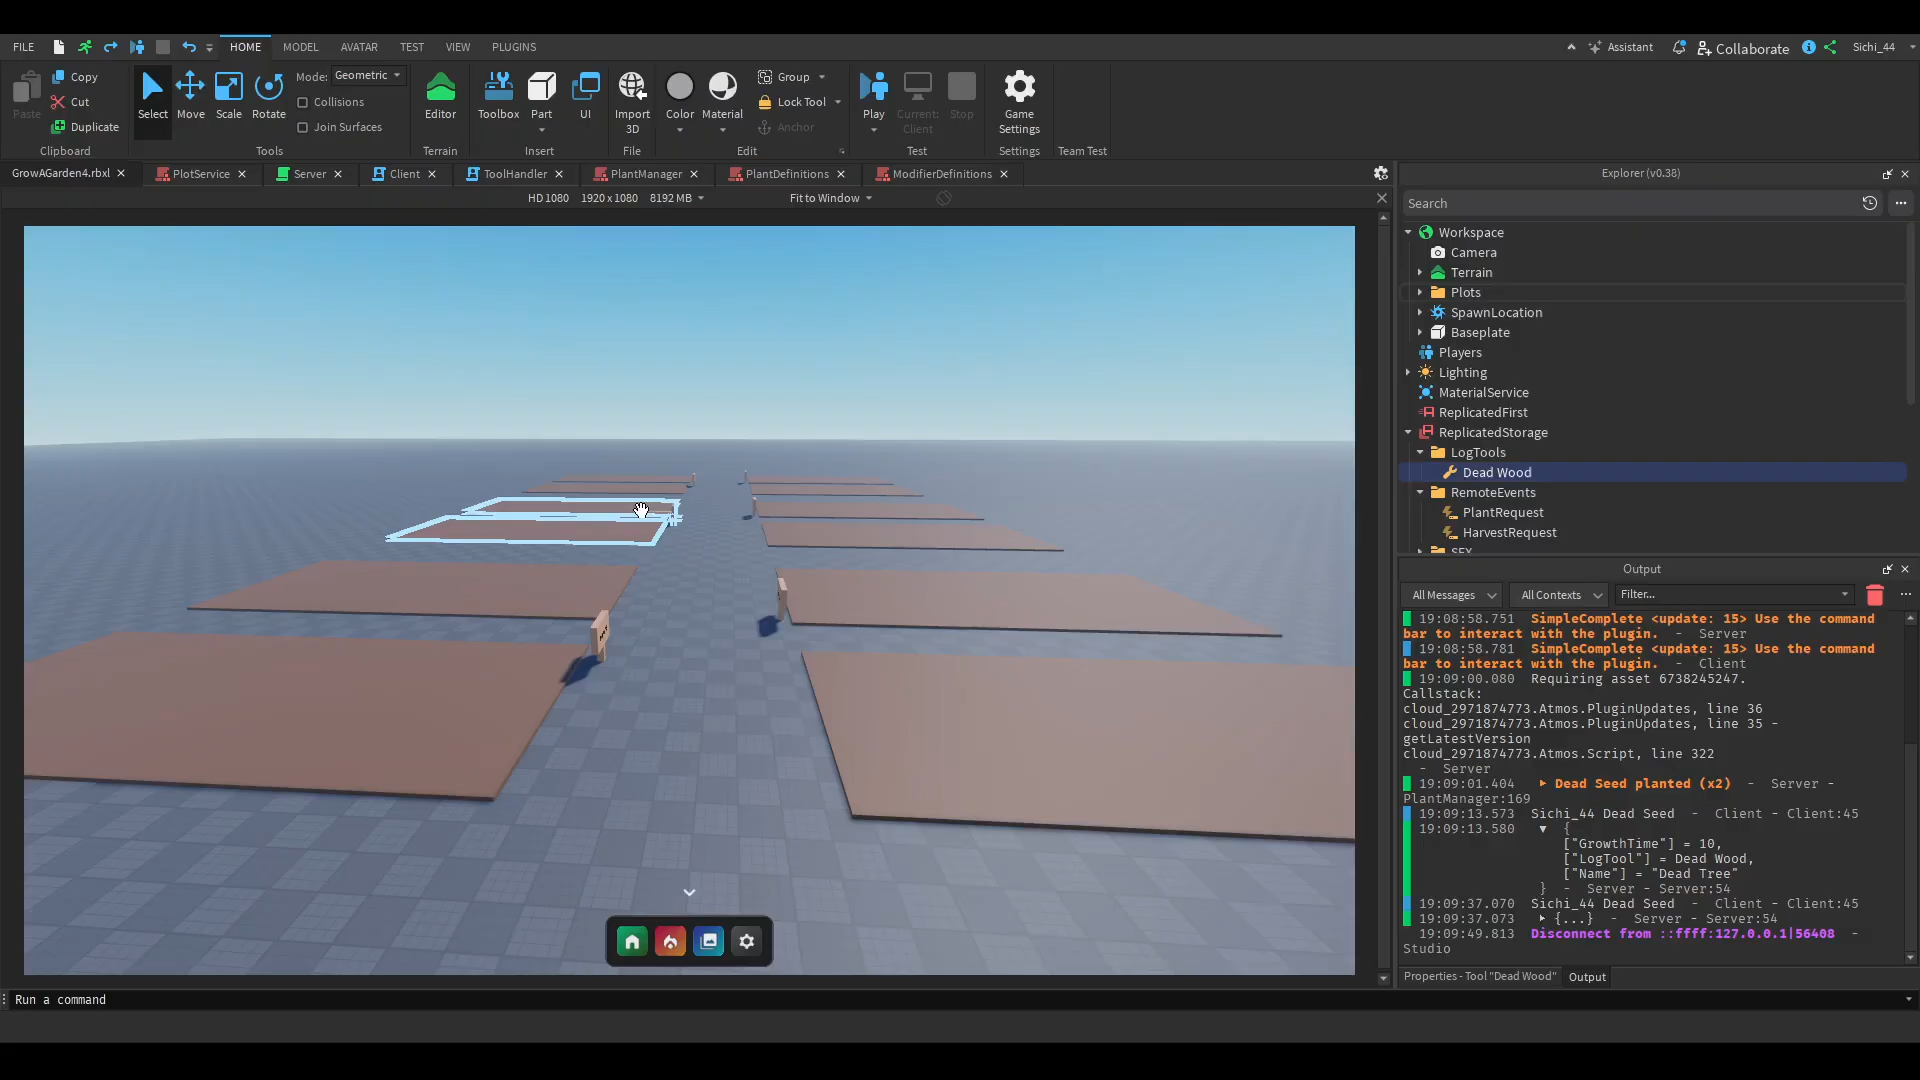 FILE HOME MODEL AVATAR TEST VIEW PLUGINS Assistant Collaborate Sichi_44
Paste Copy Cut Duplicate Clipboard
Select Move Scale Rotate Mode: Geometric Collisions Join Surfaces Tools
Editor Terrain
Toolbox Part UI Insert
Import 3D File
Color Material Group Lock Tool Anchor Edit
Play Current: Client Stop Test
Game Settings Settings Team Test
GrowAGarden4.rbxl PlotService Server Client ToolHandler PlantManager PlantDefinitions ModifierDefinitions
HD 1080 1920 x 1080 8192 MB Fit to Window
Explorer (v0.38)
Search
Workspace
Camera
Terrain
Plots
SpawnLocation
Baseplate
Players
Lighting
MaterialService
ReplicatedFirst
ReplicatedStorage
LogTools
Dead Wood
RemoteEvents
PlantRequest
HarvestRequest
SFX
Output
All Messages All Contexts Filter...
19:08:58.751 SimpleComplete <update: 15> Use the command
bar to interact with the plugin. - Server
19:08:58.781 SimpleComplete <update: 15> Use the command
bar to interact with the plugin. - Client
19:09:00.080 Requiring asset 6738245247.
Callstack:
cloud_2971874773.Atmos.PluginUpdates, line 36
cloud_2971874773.Atmos.PluginUpdates, line 35 -
getLatestVersion
cloud_2971874773.Atmos.Script, line 322
- Server
19:09:01.404 Dead Seed planted (x2) - Server -
PlantManager:169
19:09:13.573 Sichi_44 Dead Seed - Client - Client:45
19:09:13.580 {
["GrowthTime"] = 10,
["LogTool"] = Dead Wood,
["Name"] = "Dead Tree"
} - Server - Server:54
19:09:37.070 Sichi_44 Dead Seed - Client - Client:45
19:09:37.073 {...} - Server - Server:54
19:09:49.813 Disconnect from ::ffff:127.0.0.1|56408 -
Studio
Properties - Tool "Dead Wood" Output
Run a command